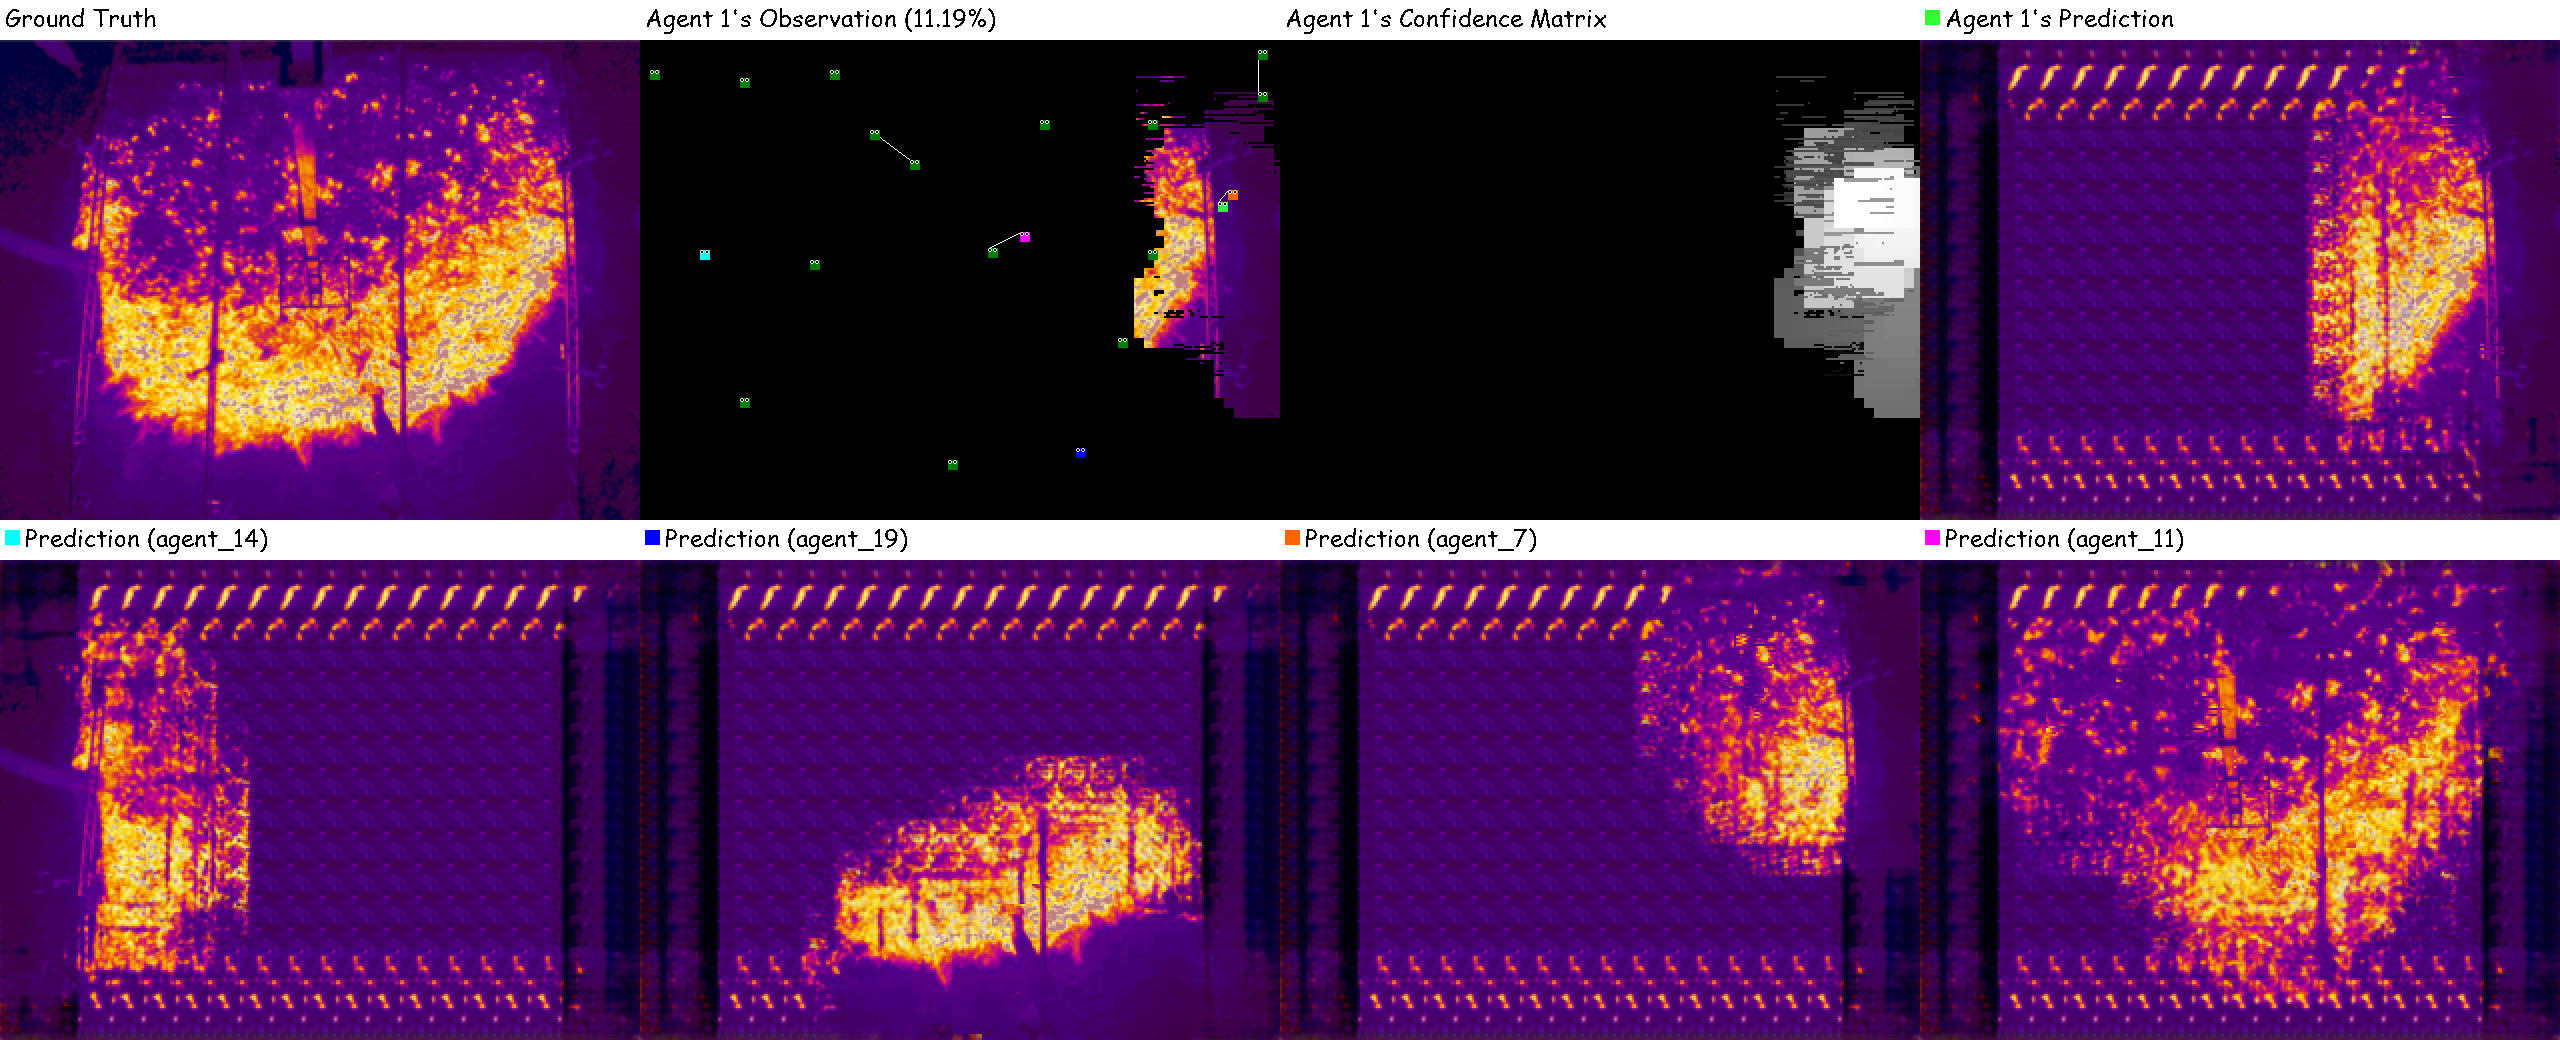 Ground Truth
Agent 1's Observation (11.19%)
Agent 1's Confidence Matrix
Agent 1's Prediction
Prediction (agent_14)
Prediction (agent_19)
Prediction (agent_7)
Prediction (agent_11)